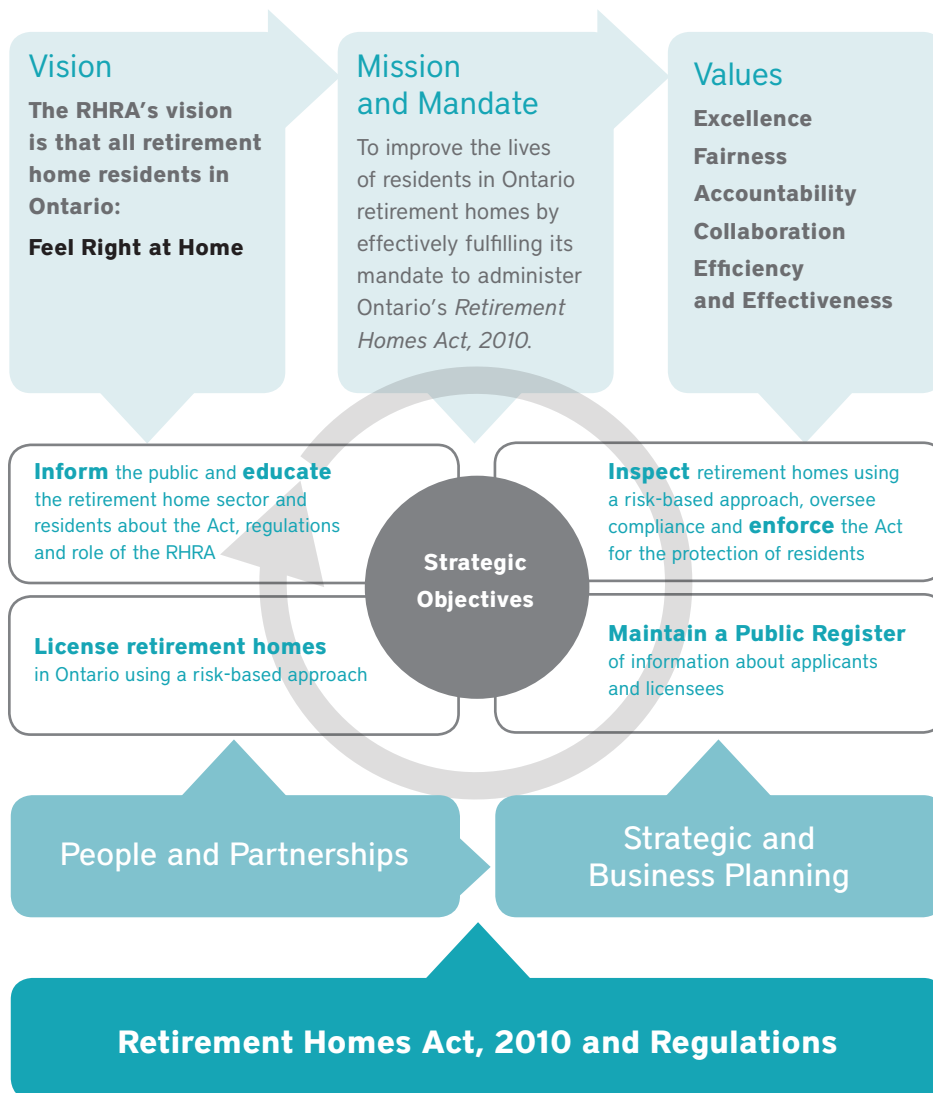 Vision
The RHRA's vision
is that all retirement
home residents in
Ontario:
Feel Right at Home
Mission
and Mandate
To improve the lives
of residents in Ontario
retirement homes by
effectively fulfilling its
mandate to administer
Ontario's Retirement
Homes Act, 2010.
Values
Excellence
Fairness
Accountability
Collaboration
Efficiency
and Effectiveness
Inform the public and educate
the retirement home sector and
residents about the Act, regulations
and role of the RHRA
Inspect retirement homes using
a risk-based approach, oversee
compliance and enforce the Act
for the protection of residents
Strategic
Objectives
License retirement homes
in Ontario using a risk-based approach
Maintain a Public Register
of information about applicants
and licensees
People and Partnerships
Strategic and
Business Planning
Retirement Homes Act, 2010 and Regulations